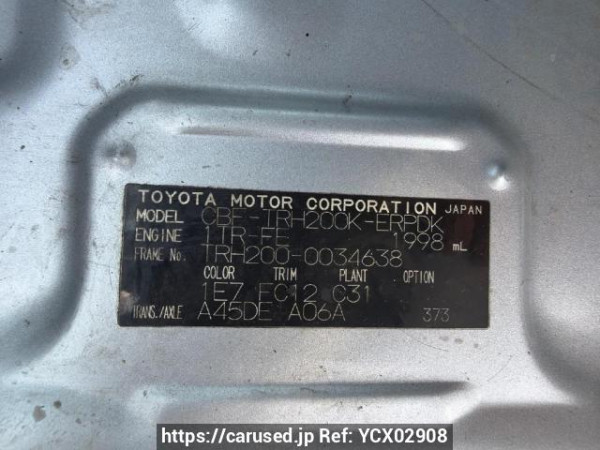 TOYOTA MOTOR CORPORATION JAPAN
MODEL CBF-TRH200K-ERPDK
ENGINE 1TR-FE 1998 mL
FRAME No. TRH200-0034638
COLOR TRIM PLANT OPTION
1E7 FC12 C31
TRANS./AXLE A45DE A06A 373
https://carused.jp Ref: YCX02908